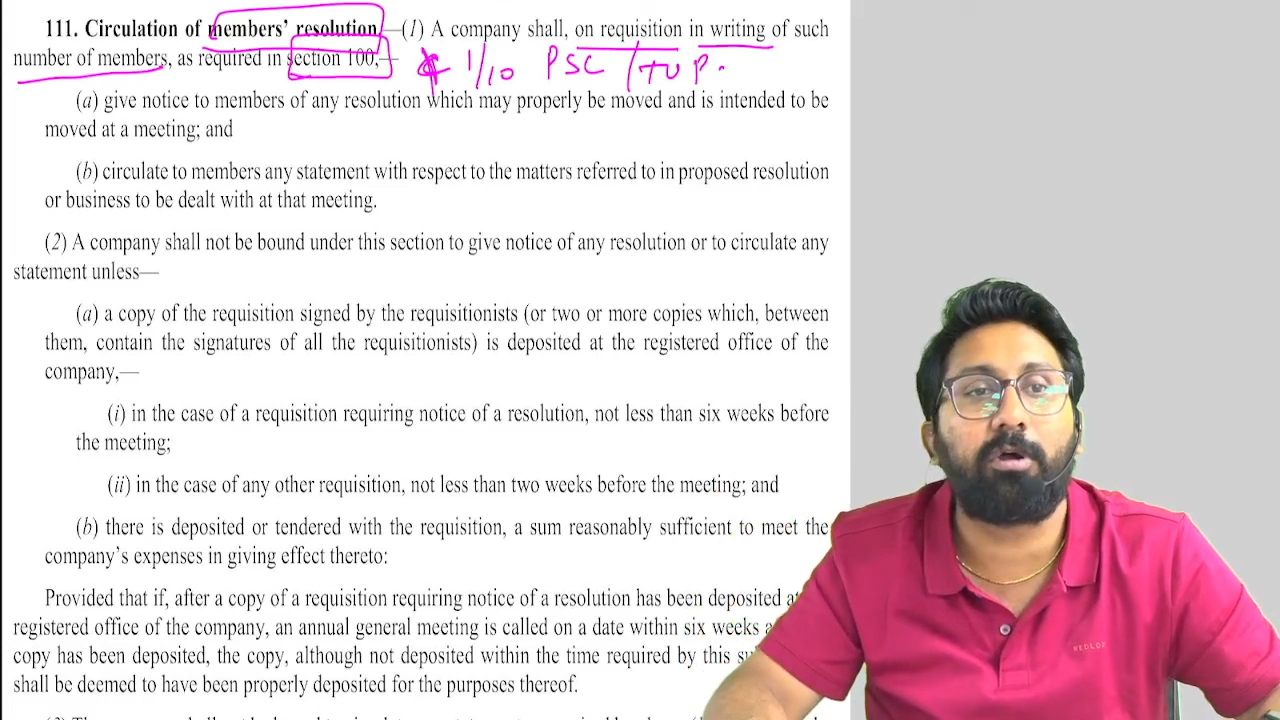 111. Circulation of members’ resolution.—(1) A company shall, on requisition in writing of such
number of members, as required in section 100,—
1/10 PSC / TVP.
(a) give notice to members of any resolution which may properly be moved and is intended to be
moved at a meeting; and
(b) circulate to members any statement with respect to the matters referred to in proposed resolution
or business to be dealt with at that meeting.
(2) A company shall not be bound under this section to give notice of any resolution or to circulate any
statement unless—
(a) a copy of the requisition signed by the requisitionists (or two or more copies which, between
them, contain the signatures of all the requisitionists) is deposited at the registered office of the
company,—
(i) in the case of a requisition requiring notice of a resolution, not less than six weeks before
the meeting;
(ii) in the case of any other requisition, not less than two weeks before the meeting; and
(b) there is deposited or tendered with the requisition, a sum reasonably sufficient to meet the
company’s expenses in giving effect thereto:
Provided that if, after a copy of a requisition requiring notice of a resolution has been deposited
registered office of the company, an annual general meeting is called on a date within six weeks
copy has been deposited, the copy, although not deposited within the time required by this
shall be deemed to have been properly deposited for the purposes thereof.
REDLOF